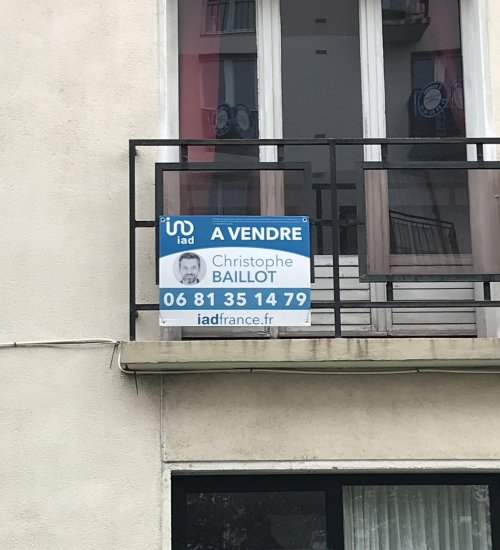 iad
A VENDRE
Christophe
BAILLOT
06 81 35 14 79
iadfrance.fr